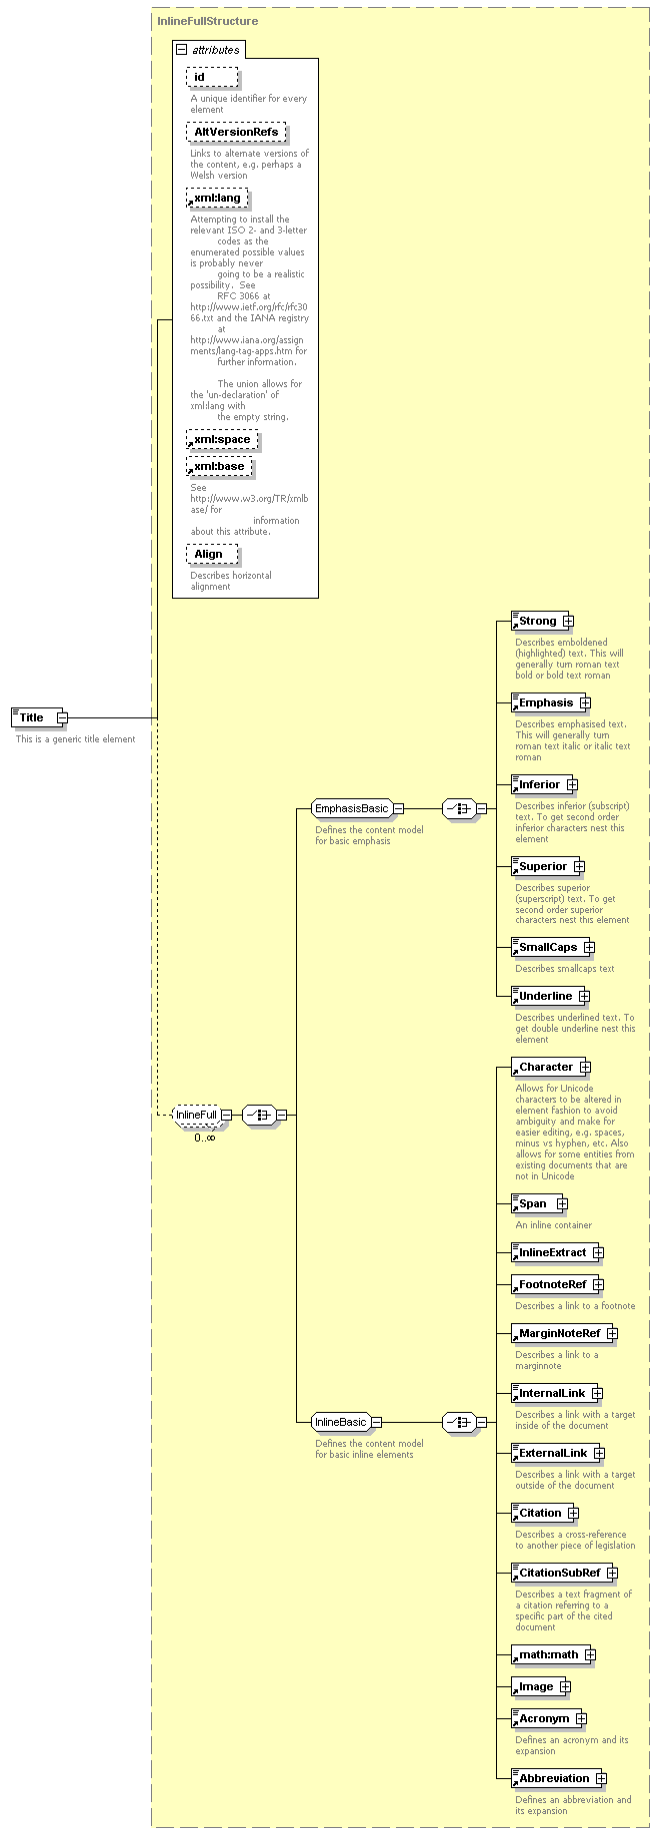 InlineFullStructure
attributes
id
A unique identifier for every
element
AltVersionRefs
Links to alternate versions of
the content, e.g. perhaps a
Welsh version
xml:lang
Attempting to install the
relevant ISO 2- and 3-letter
codes as the
enumerated possible values
is probably never
going to be a realistic
possibility.  See
RFC 3066 at
http://www.ietf.org/rfc/rfc30
66.txt and the IANA registry
at
http://www.iana.org/assign
ments/lang-tag-apps.htm for
further information.
The union allows for
the 'un-declaration' of
xml:lang with
the empty string.
xml:space
xml:base
See
http://www.w3.org/TR/xmlb
ase/ for
information
about this attribute.
Align
Describes horizontal
alignment
Title
This is a generic title element
InlineFull
0..∞
EmphasisBasic
Defines the content model
for basic emphasis
Strong
Describes emboldened
(highlighted) text. This will
generally turn roman text
bold or bold text roman
Emphasis
Describes emphasised text.
This will generally turn
roman text italic or italic text
roman
Inferior
Describes inferior (subscript)
text. To get second order
inferior characters nest this
element
Superior
Describes superior
(superscript) text. To get
second order superior
characters nest this element
SmallCaps
Describes smallcaps text
Underline
Describes underlined text. To
get double underline nest this
element
InlineBasic
Defines the content model
for basic inline elements
Character
Allows for Unicode
characters to be altered in
element fashion to avoid
ambiguity and make for
easier editing, e.g. spaces,
minus vs hyphen, etc. Also
allows for some entities from
existing documents that are
not in Unicode
Span
An inline container
InlineExtract
FootnoteRef
Describes a link to a footnote
MarginNoteRef
Describes a link to a
marginnote
InternalLink
Describes a link with a target
inside of the document
ExternalLink
Describes a link with a target
outside of the document
Citation
Describes a cross-reference
to another piece of legislation
CitationSubRef
Describes a text fragment of
a citation referring to a
specific part of the cited
document
math:math
Image
Acronym
Defines an acronym and its
expansion
Abbreviation
Defines an abbreviation and
its expansion